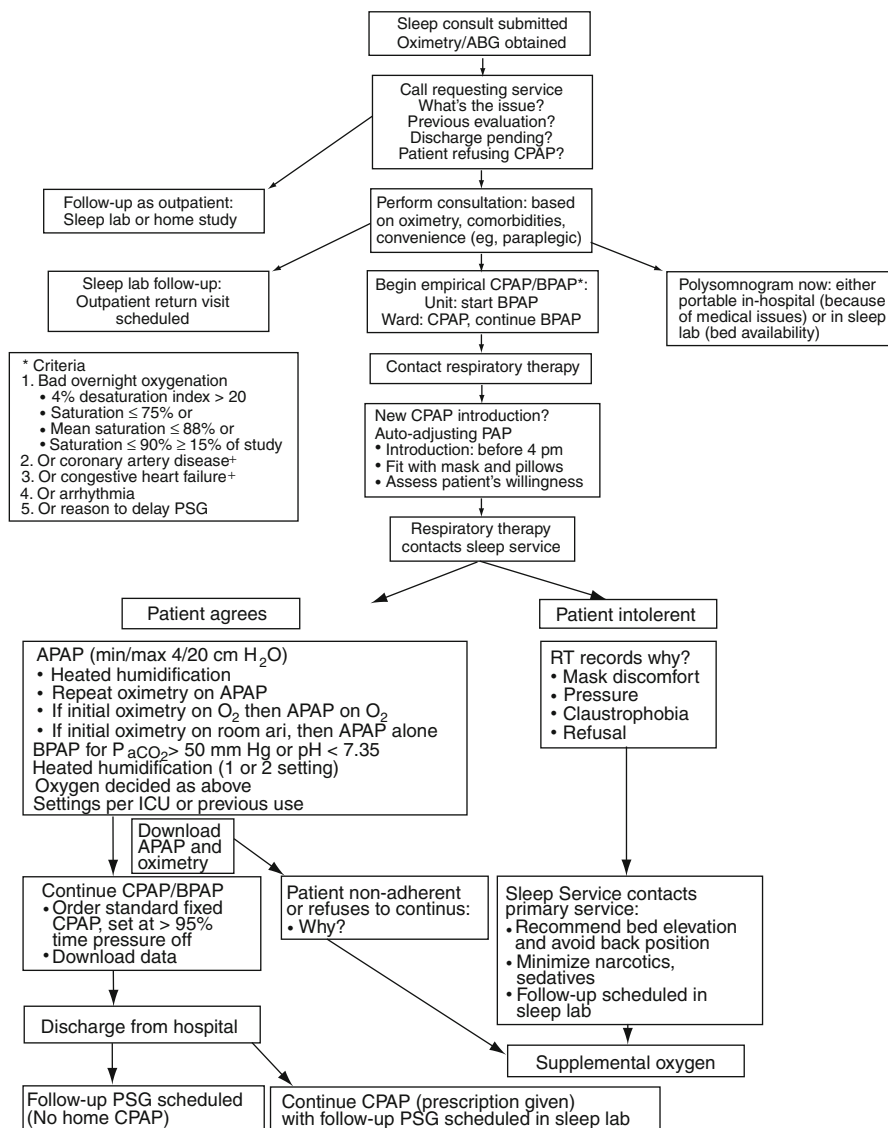 Sleep consult submitted
Oximetry/ABG obtained
Call requesting service
What's the issue?
Previous evaluation?
Discharge pending?
Patient refusing CPAP?
Follow-up as outpatient:
Sleep lab or home study
Perform consultation: based
on oximetry, comorbidities,
convenience (eg, paraplegic)
Sleep lab follow-up:
Outpatient return visit
scheduled
Begin empirical CPAP/BPAP*:
Unit: start BPAP
Ward: CPAP, continue BPAP
Polysomnogram now: either
portable in-hospital (because
of medical issues) or in sleep
lab (bed availability)
* Criteria
1. Bad overnight oxygenation
• 4% desaturation index > 20
• Saturation ≤ 75% or
• Mean saturation ≤ 88% or
• Saturation ≤ 90% ≥ 15% of study
2. Or coronary artery disease⁺
3. Or congestive heart failure⁺
4. Or arrhythmia
5. Or reason to delay PSG
Contact respiratory therapy
New CPAP introduction?
Auto-adjusting PAP
• Introduction: before 4 pm
• Fit with mask and pillows
• Assess patient's willingness
Respiratory therapy
contacts sleep service
Patient agrees
Patient intolerent
APAP (min/max 4/20 cm H₂O)
• Heated humidification
• Repeat oximetry on APAP
• If initial oximetry on O₂ then APAP on O₂
• If initial oximetry on room ari, then APAP alone
BPAP for PaCO₂> 50 mm Hg or pH < 7.35
Heated humidification (1 or 2 setting)
Oxygen decided as above
Settings per ICU or previous use
RT records why?
• Mask discomfort
• Pressure
• Claustrophobia
• Refusal
Download
APAP and
oximetry
Continue CPAP/BPAP
• Order standard fixed
CPAP, set at > 95%
time pressure off
• Download data
Patient non-adherent
or refuses to continus:
• Why?
Sleep Service contacts
primary service:
• Recommend bed elevation
and avoid back position
• Minimize narcotics,
sedatives
• Follow-up scheduled in
sleep lab
Discharge from hospital
Supplemental oxygen
Follow-up PSG scheduled
(No home CPAP)
Continue CPAP (prescription given)
with follow-up PSG scheduled in sleep lab